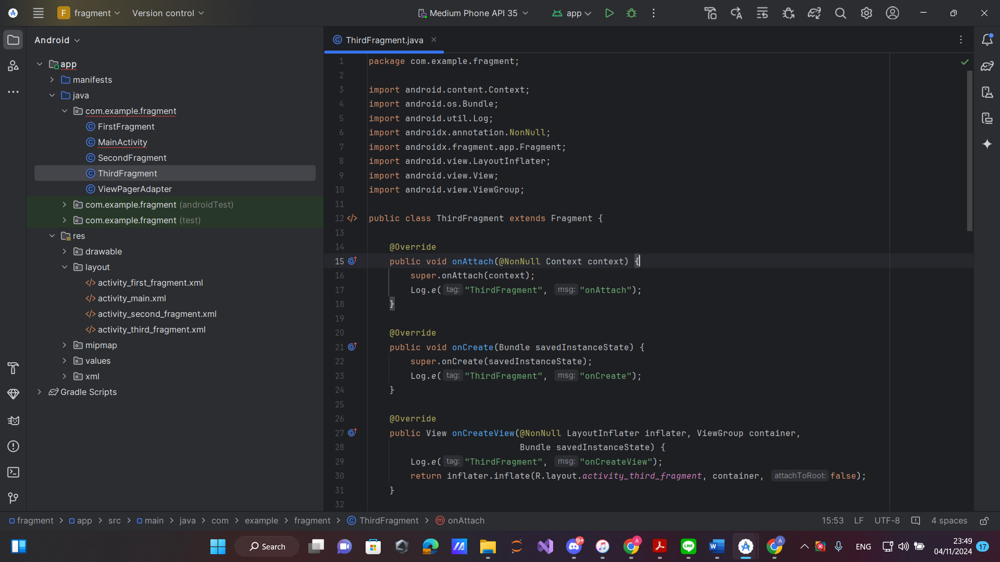 F fragment Version control Medium Phone API 35 app
Android
app
manifests
java
com.example.fragment
FirstFragment
MainActivity
SecondFragment
ThirdFragment
ViewPagerAdapter
com.example.fragment (androidTest)
com.example.fragment (test)
res
drawable
layout
activity_first_fragment.xml
activity_main.xml
activity_second_fragment.xml
activity_third_fragment.xml
mipmap
values
xml
Gradle Scripts
ThirdFragment.java
1 package com.example.fragment;
2
3 import android.content.Context;
4 import android.os.Bundle;
5 import android.util.Log;
6 import androidx.annotation.NonNull;
7 import androidx.fragment.app.Fragment;
8 import android.view.LayoutInflater;
9 import android.view.View;
10 import android.view.ViewGroup;
11
12 public class ThirdFragment extends Fragment {
13
14 @Override
15 public void onAttach(@NonNull Context context) {
16 super.onAttach(context);
17 Log.e( tag: "ThirdFragment", msg: "onAttach");
18 }
19
20 @Override
21 public void onCreate(Bundle savedInstanceState) {
22 super.onCreate(savedInstanceState);
23 Log.e( tag: "ThirdFragment", msg: "onCreate");
24 }
25
26 @Override
27 public View onCreateView(@NonNull LayoutInflater inflater, ViewGroup container,
28 Bundle savedInstanceState) {
29 Log.e( tag: "ThirdFragment", msg: "onCreateView");
30 return inflater.inflate(R.layout.activity_third_fragment, container, attachToRoot: false);
31 }
32
fragment > app > src > main > java > com > example > fragment > ThirdFragment > onAttach 15:53 LF UTF-8 4 spaces
Search 9+ A LINE W A ENG 23:49
04/11/2024 17